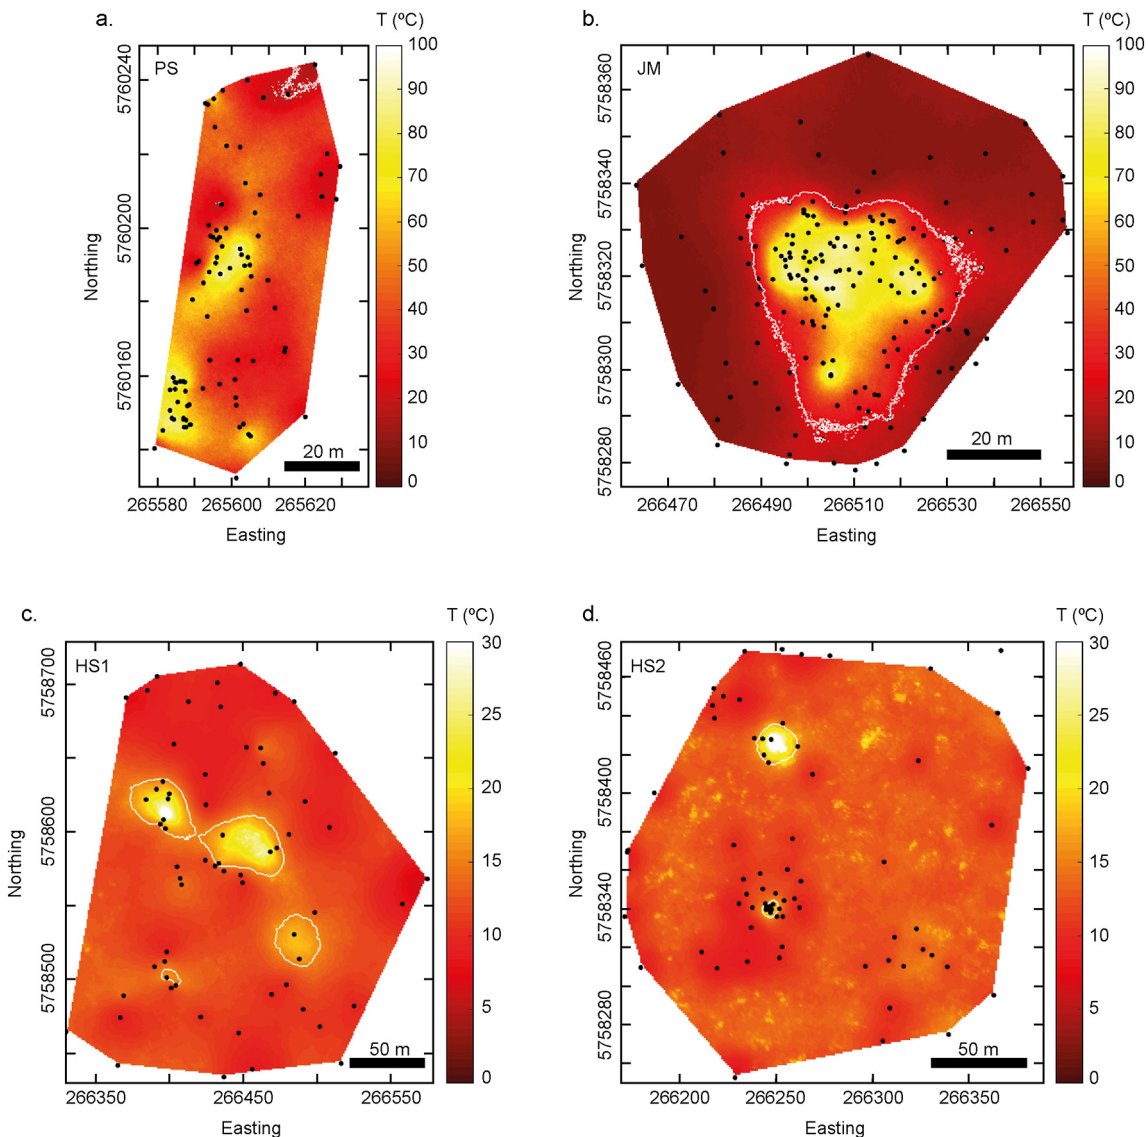 a.
T (ºC)
PS
100
90
80
70
60
50
40
30
20
10
0
5760240
5760200
5760160
Northing
20 m
265580 265600 265620
Easting
b.
T (ºC)
JM
100
90
80
70
60
50
40
30
20
10
0
5758360
5758340
5758320
5758300
5758280
Northing
20 m
266470 266490 266510 266530 266550
Easting
c.
T (ºC)
HS1
30
25
20
15
10
5
0
5758700
5758600
5758500
Northing
50 m
266350 266450 266550
Easting
d.
T (ºC)
HS2
30
25
20
15
10
5
0
5758460
5758400
5758340
5758280
Northing
50 m
266200 266250 266300 266350
Easting